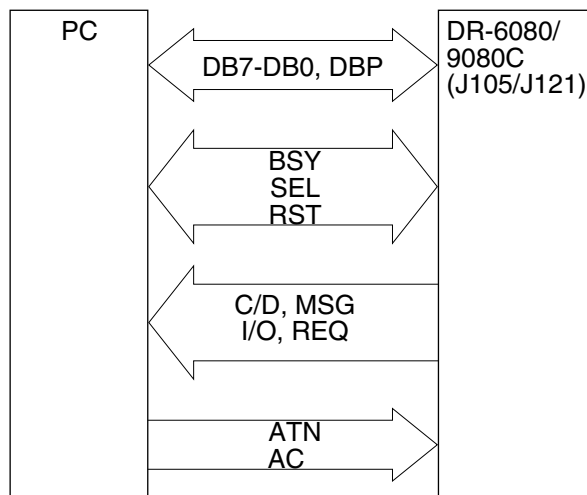 PC
DR-6080/
9080C
(J105/J121)
DB7-DB0, DBP
BSY
SEL
RST
C/D, MSG
I/O, REQ
ATN
AC